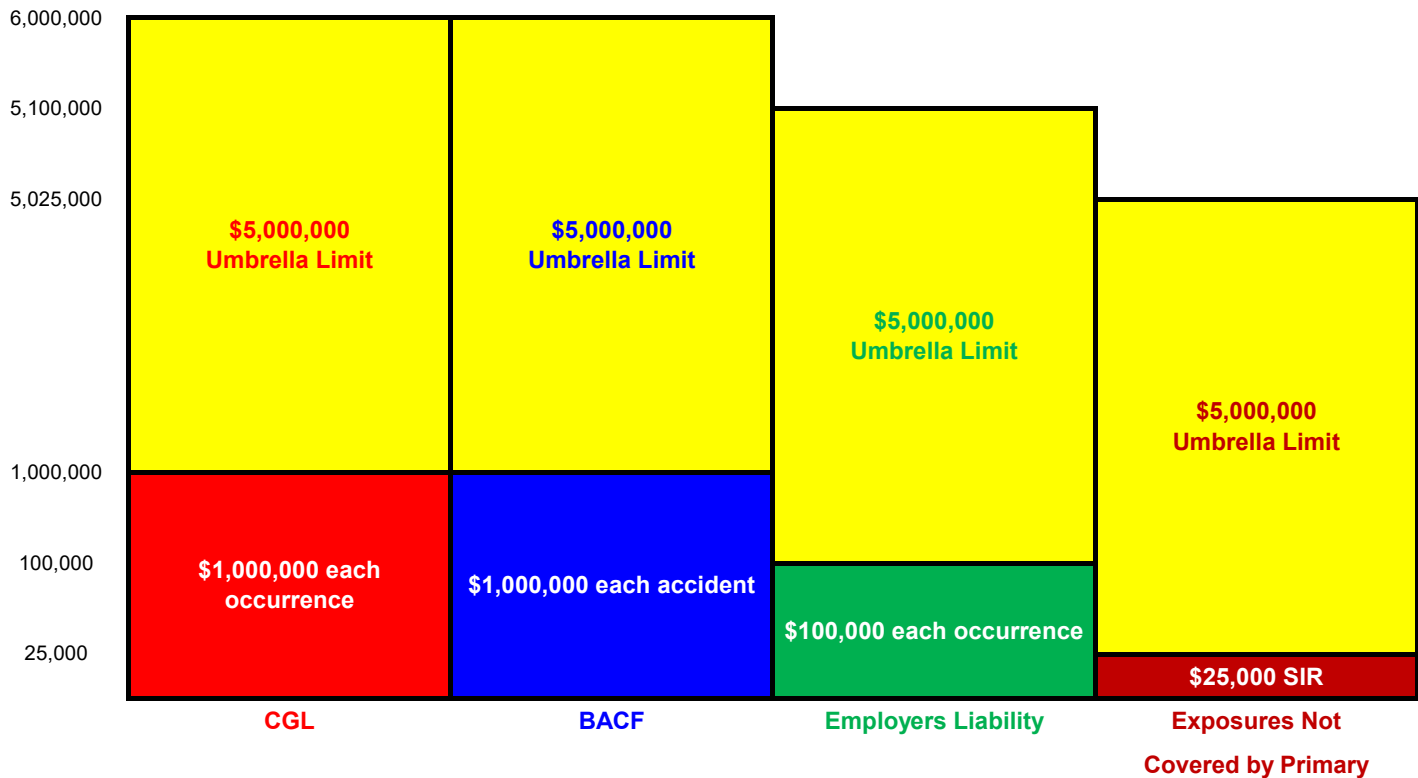 6,000,000
5,100,000
5,025,000
$5,000,000
Umbrella Limit
$5,000,000
Umbrella Limit
$5,000,000
Umbrella Limit
$5,000,000
Umbrella Limit
1,000,000
100,000
25,000
$1,000,000 each
occurrence
$1,000,000 each accident
$100,000 each occurrence
$25,000 SIR
CGL
BACF
Employers Liability
Exposures Not
Covered by Primary